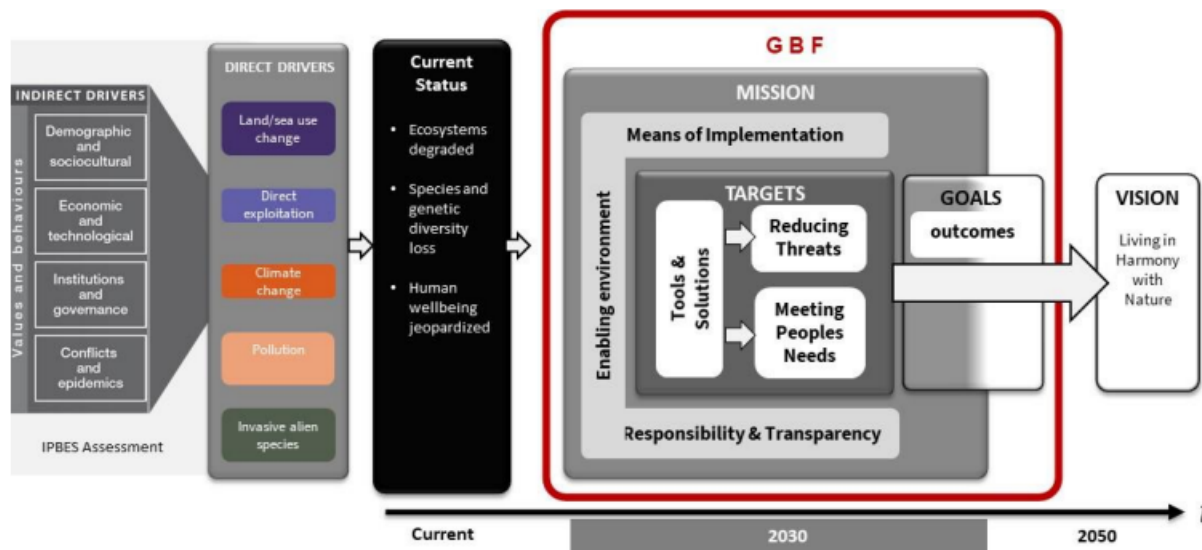 INDIRECT DRIVERS
Values and behaviours
Demographic
and
sociocultural
Economic
and
technological
Institutions
and
governance
Conflicts
and
epidemics
IPBES Assessment
DIRECT DRIVERS
Land/sea use
change
Direct
exploitation
Climate
change
Pollution
Invasive alien
species
Current
Status
• Ecosystems
degraded
• Species and
genetic
diversity
loss
• Human
wellbeing
jeopardized
GBF
MISSION
Means of Implementation
Enabling environment
TARGETS
Tools &
Solutions
Reducing
Threats
Meeting
Peoples
Needs
Responsibility & Transparency
GOALS
outcomes
VISION
Living in
Harmony
with
Nature
Current
2030
2050